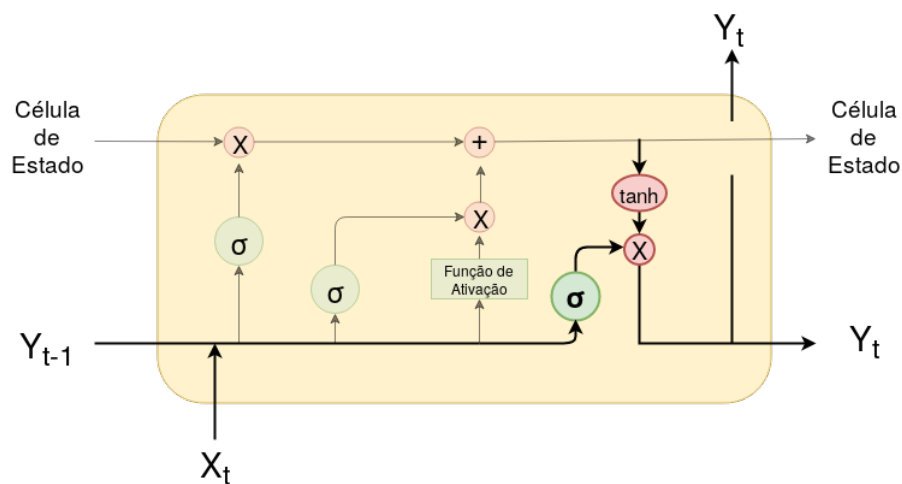 Yt
Célula
de
Estado
X
+
Célula
de
Estado
tanh
X
X
σ
σ
Função de
Ativação
σ
Yt-1
Yt
Xt